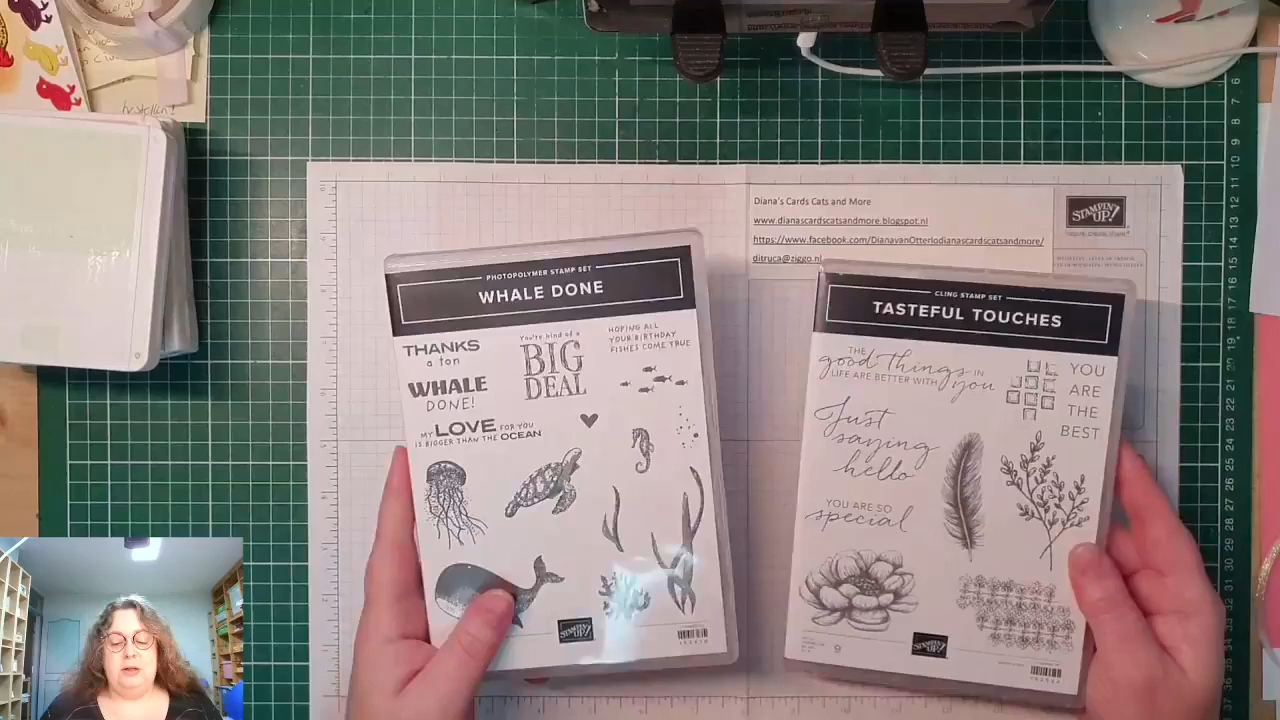 Diana's Cards Cats and More
www.dianascardscatsandmore.blogspot.nl
https://www.facebook.com/DianavanOtterlodianascardscatsandmore/
ditruca@ziggo.nl
STAMPIN' UP!
PHOTOPOLYMER STAMP SET
WHALE DONE
THANKS
a ton
You're kind of a
BIG
DEAL
HOPING ALL
YOUR BIRTHDAY
FISHES COME TRUE
WHALE
DONE!
MY LOVE FOR YOU
IS BIGGER THAN THE OCEAN
STAMPIN' UP!
CLING STAMP SET
TASTEFUL TOUCHES
THE
good things in
LIFE ARE BETTER WITH you
YOU
ARE
THE
BEST
Just
saying
hello
YOU ARE SO
special
9
STAMPIN' UP!